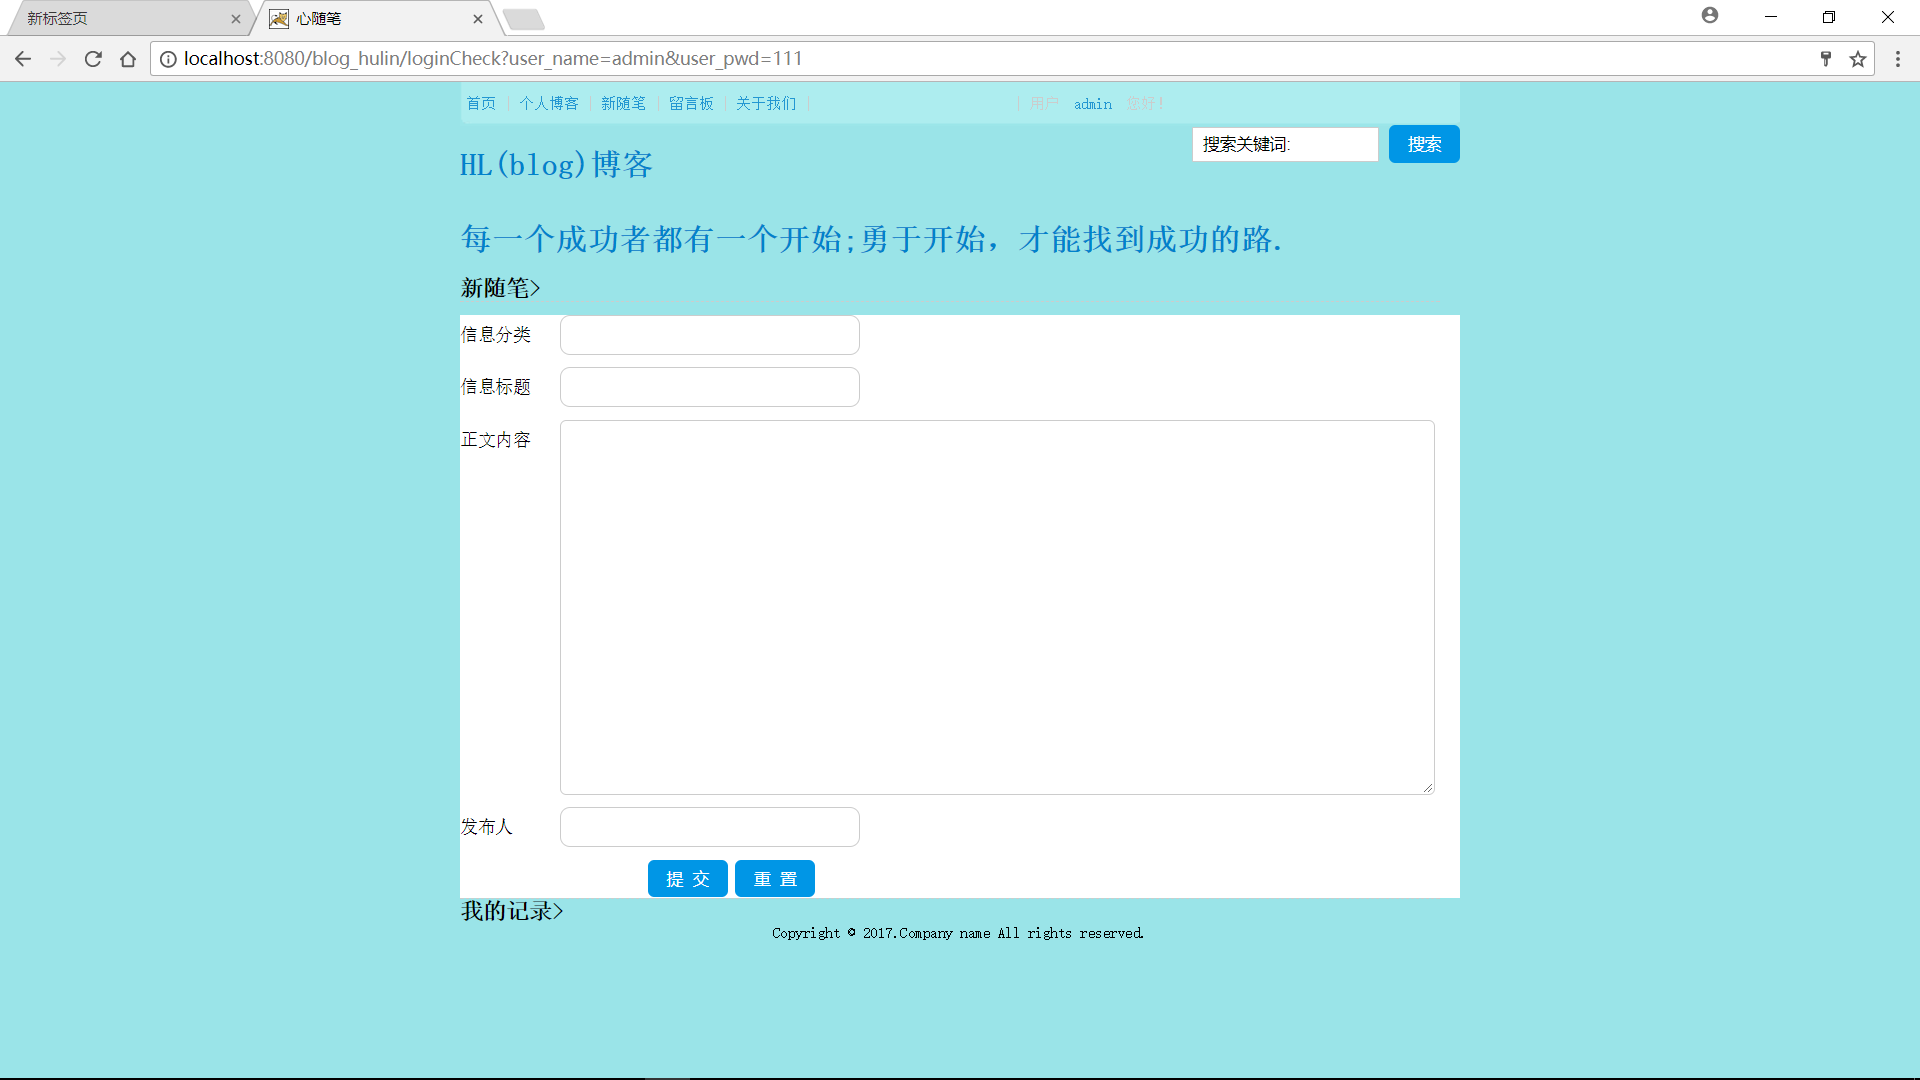 新标签页
心随笔
localhost:8080/blog_hulin/loginCheck?user_name=admin&user_pwd=111
首页 | 个人博客 | 新随笔 | 留言板 | 关于我们 | | 用户 admin 您好!
搜索关键词: 搜索
HL(blog)博客
每一个成功者都有一个开始;勇于开始，才能找到成功的路.
新随笔>
信息分类
信息标题
正文内容
发布人
提 交 重 置
我的记录>
Copyright © 2017.Company name All rights reserved.